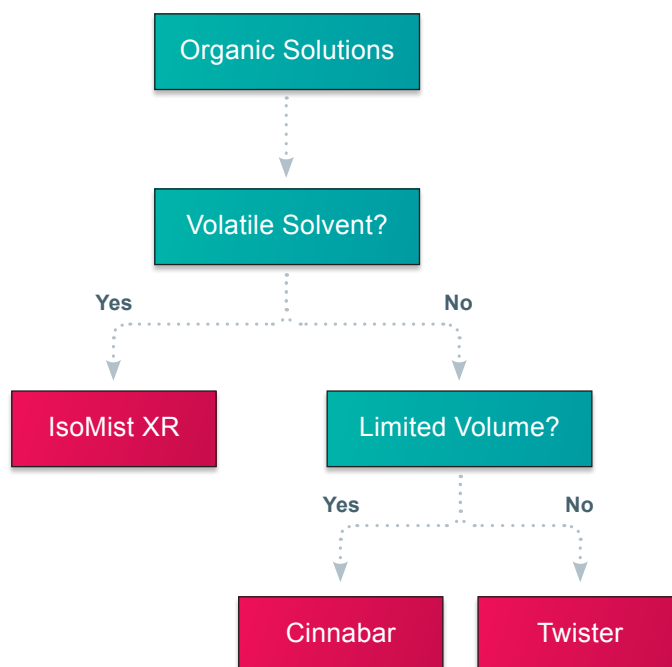 Organic Solutions
Volatile Solvent?
Yes
No
IsoMist XR
Limited Volume?
Yes
No
Cinnabar
Twister